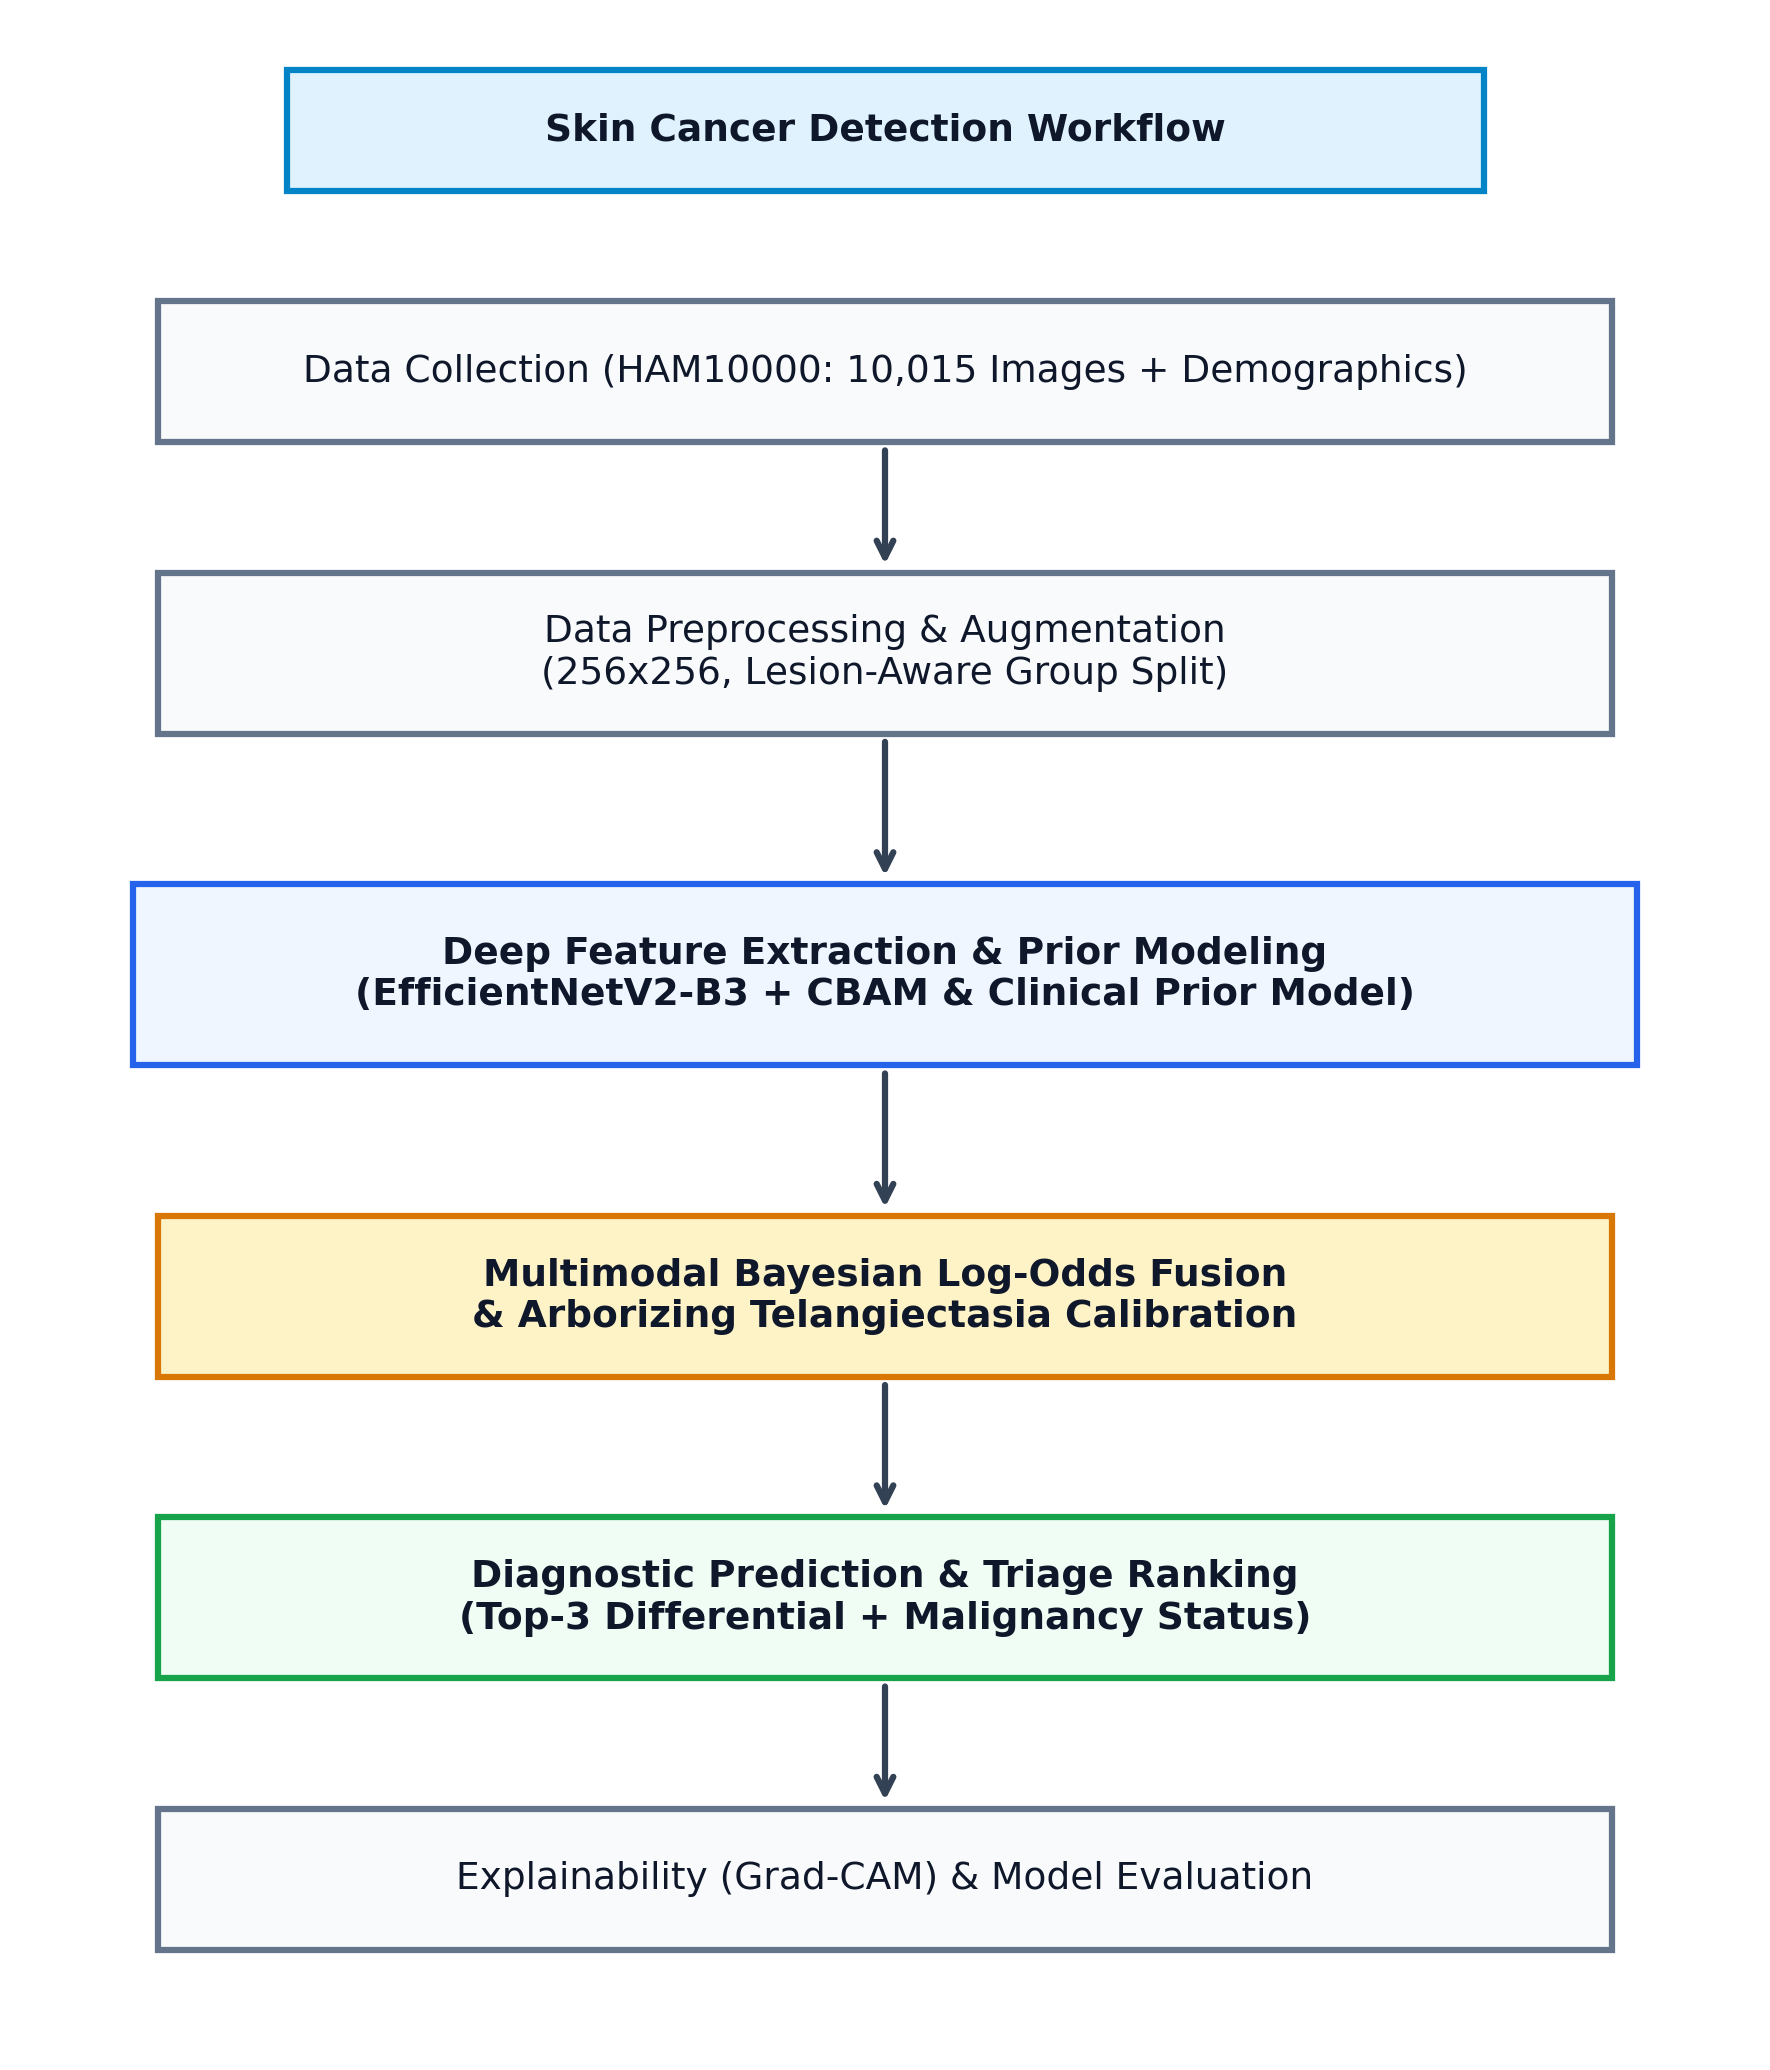 Skin Cancer Detection Workflow
Data Collection (HAM10000: 10,015 Images + Demographics)
Data Preprocessing & Augmentation
(256x256, Lesion-Aware Group Split)
Deep Feature Extraction & Prior Modeling
(EfficientNetV2-B3 + CBAM & Clinical Prior Model)
Multimodal Bayesian Log-Odds Fusion
& Arborizing Telangiectasia Calibration
Diagnostic Prediction & Triage Ranking
(Top-3 Differential + Malignancy Status)
Explainability (Grad-CAM) & Model Evaluation